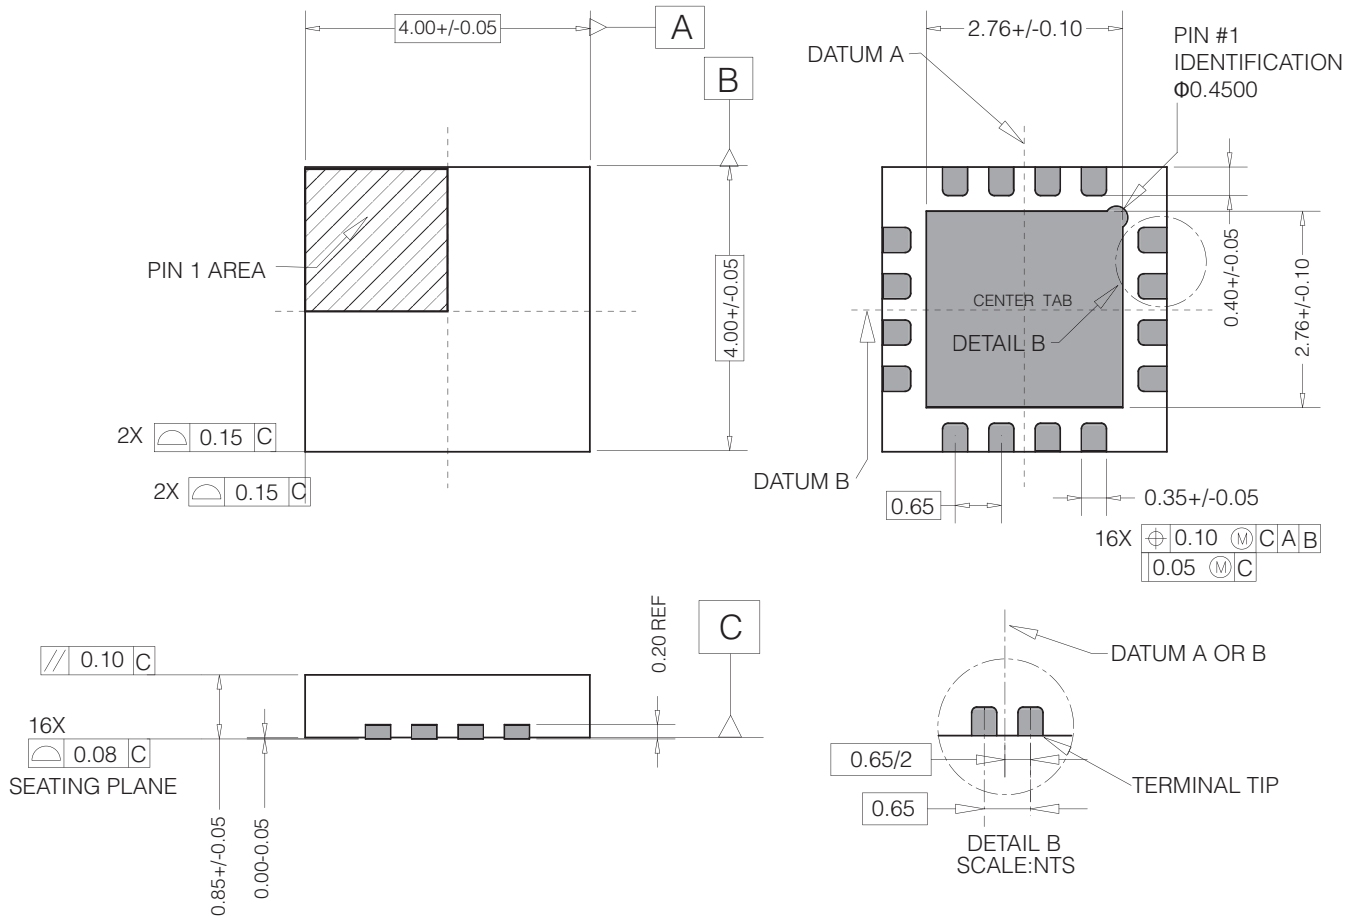 4.00+/-0.05
A
B
4.00+/-0.05
PIN 1 AREA
2X 0.15 C
2X 0.15 C
2.76+/-0.10
DATUM A
PIN #1
IDENTIFICATION
Φ0.4500
0.40+/-0.05
2.76+/-0.10
CENTER TAB
DETAIL B
DATUM B
0.65
0.35+/-0.05
16X ⌖ 0.10 Ⓜ C A B
0.05 Ⓜ C
// 0.10 C
16X
0.08 C
SEATING PLANE
0.85+/-0.05
0.00-0.05
0.20 REF
C
DATUM A OR B
0.65/2
0.65
TERMINAL TIP
DETAIL B
SCALE:NTS